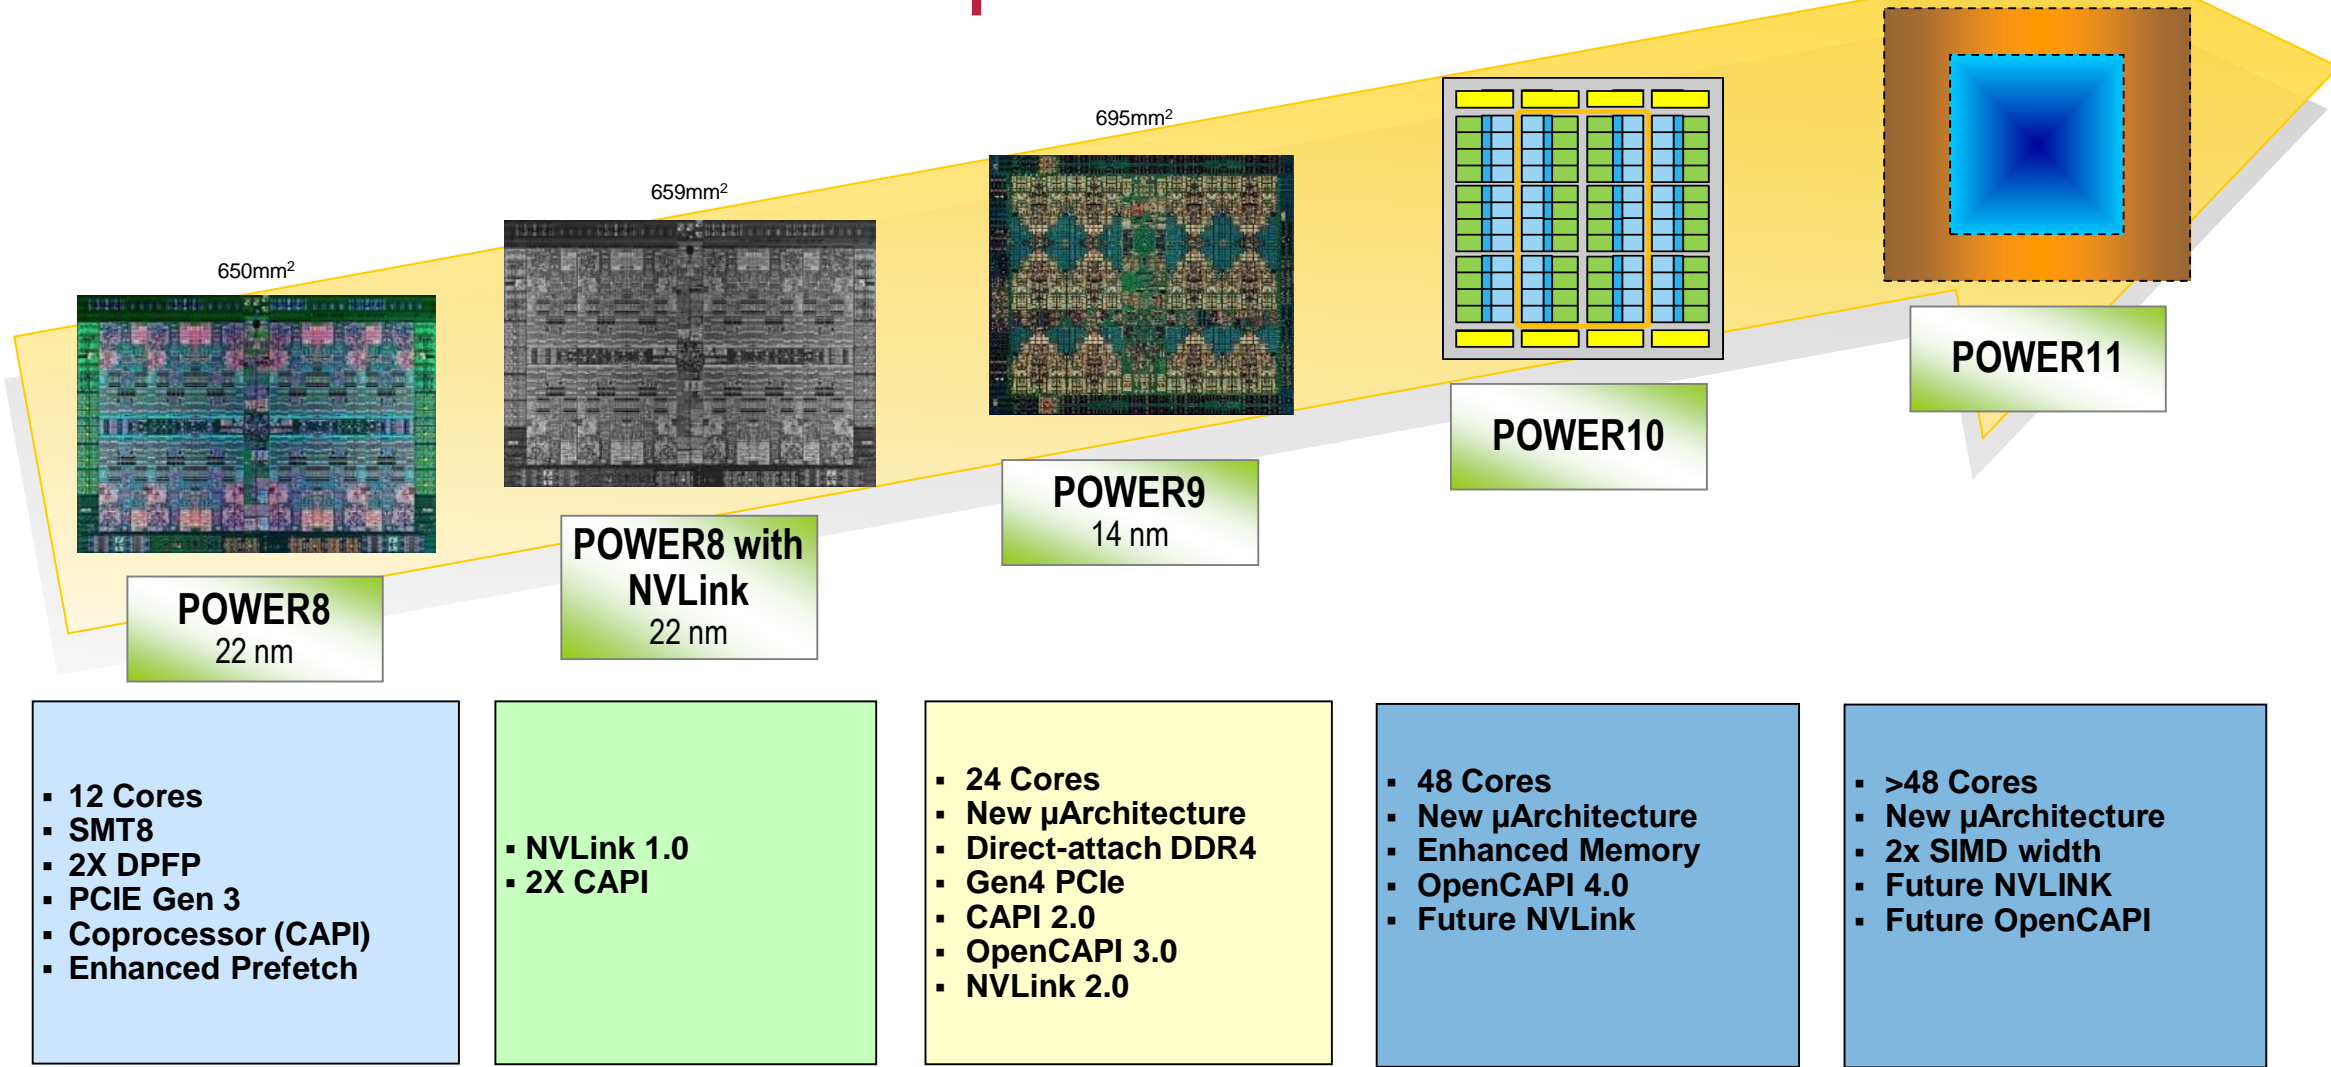 650mm²
659mm²
695mm²
POWER8
22 nm
POWER8 with
NVLink
22 nm
POWER9
14 nm
POWER10
POWER11
▪ 12 Cores
▪ SMT8
▪ 2X DPFP
▪ PCIE Gen 3
▪ Coprocessor (CAPI)
▪ Enhanced Prefetch
▪ NVLink 1.0
▪ 2X CAPI
▪ 24 Cores
▪ New µArchitecture
▪ Direct-attach DDR4
▪ Gen4 PCIe
▪ CAPI 2.0
▪ OpenCAPI 3.0
▪ NVLink 2.0
▪ 48 Cores
▪ New µArchitecture
▪ Enhanced Memory
▪ OpenCAPI 4.0
▪ Future NVLink
▪ >48 Cores
▪ New µArchitecture
▪ 2x SIMD width
▪ Future NVLINK
▪ Future OpenCAPI